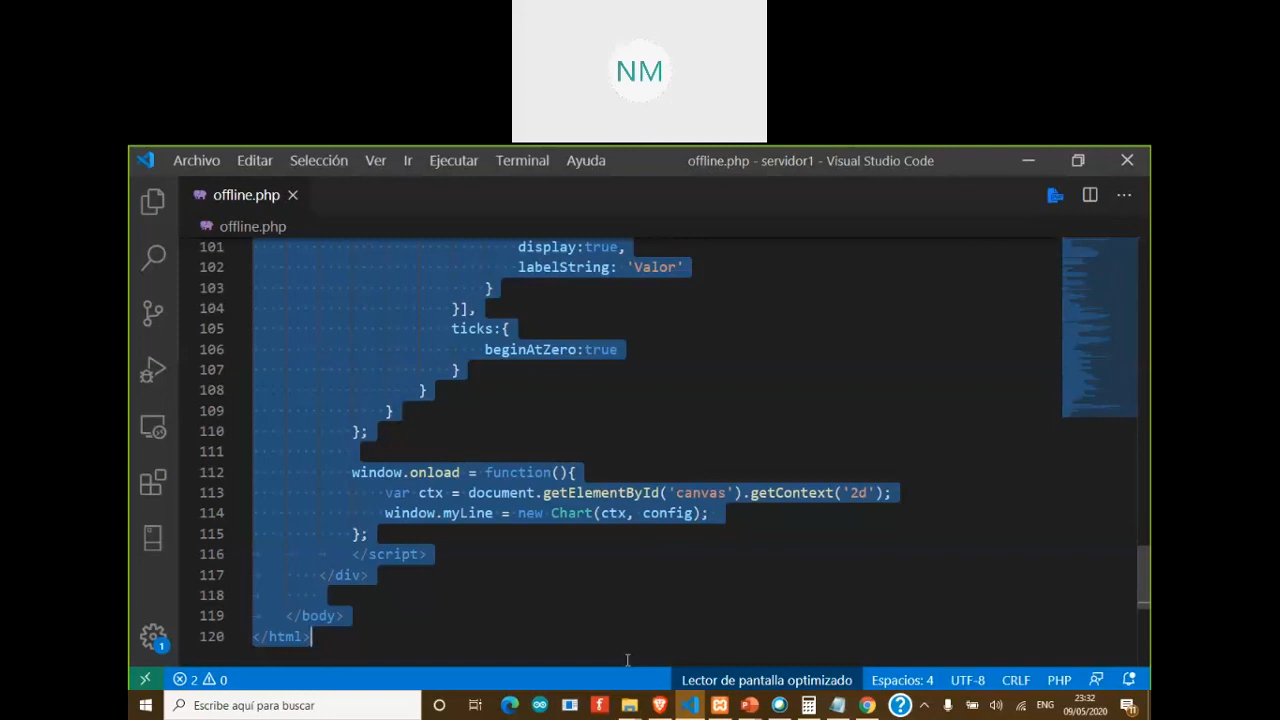 NM
Archivo Editar Selección Ver Ir Ejecutar Terminal Ayuda offline.php - servidor1 - Visual Studio Code
offline.php
offline.php
101 display:true,
102 labelString: 'Valor'
103 }
104 }],
105 ticks:{
106 beginAtZero:true
107 }
108 }
109 }
110 };
111
112 window.onload = function(){
113 var ctx = document.getElementById('canvas').getContext('2d');
114 window.myLine = new Chart(ctx, config);
115 };
116 </script>
117 </div>
118
119 </body>
120 </html>
1
2 0 Lector de pantalla optimizado Espacios: 4 UTF-8 CRLF PHP
Escribe aquí para buscar ENG 23:32
09/05/2020 11